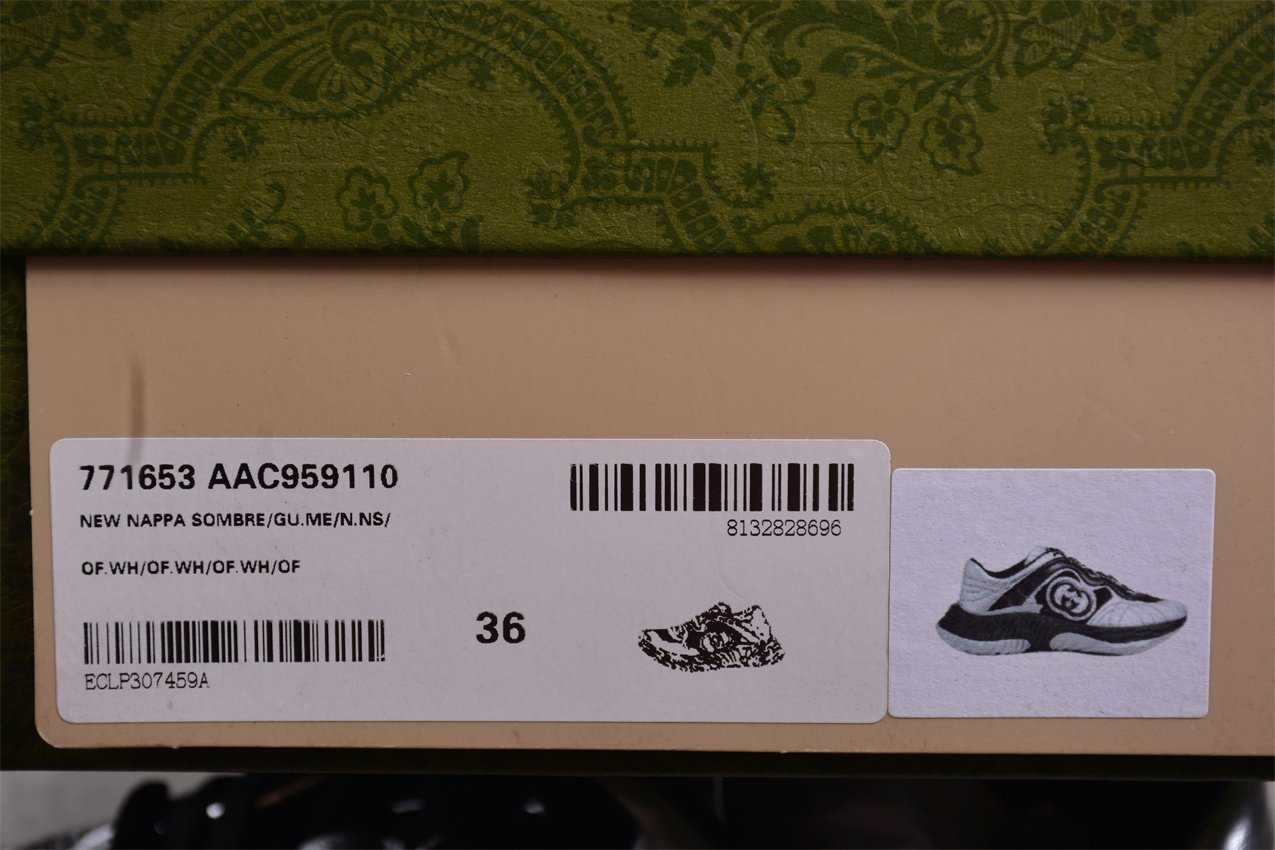 771653 AAC959110
NEW NAPPA SOMBRE/GU.ME/N.NS/
OF.WH/OF.WH/OF.WH/OF
8132828696
36
ECLP307459A